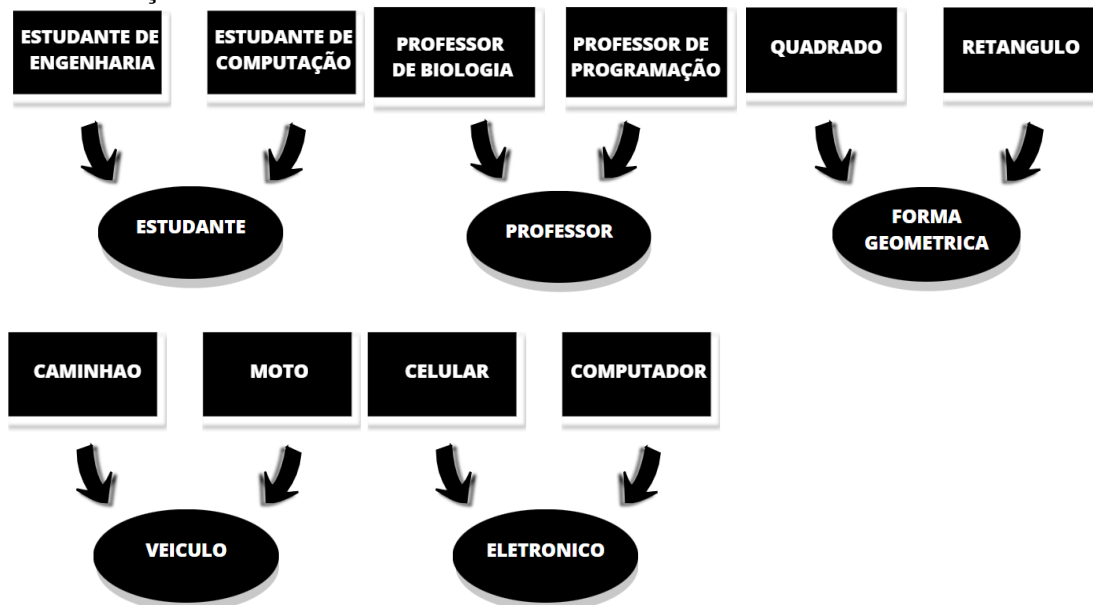 ESTUDANTE DE
ENGENHARIA
ESTUDANTE DE
COMPUTAÇÃO
PROFESSOR
DE BIOLOGIA
PROFESSOR DE
PROGRAMAÇÃO
QUADRADO
RETANGULO
ESTUDANTE
PROFESSOR
FORMA
GEOMETRICA
CAMINHAO
MOTO
CELULAR
COMPUTADOR
VEICULO
ELETRONICO